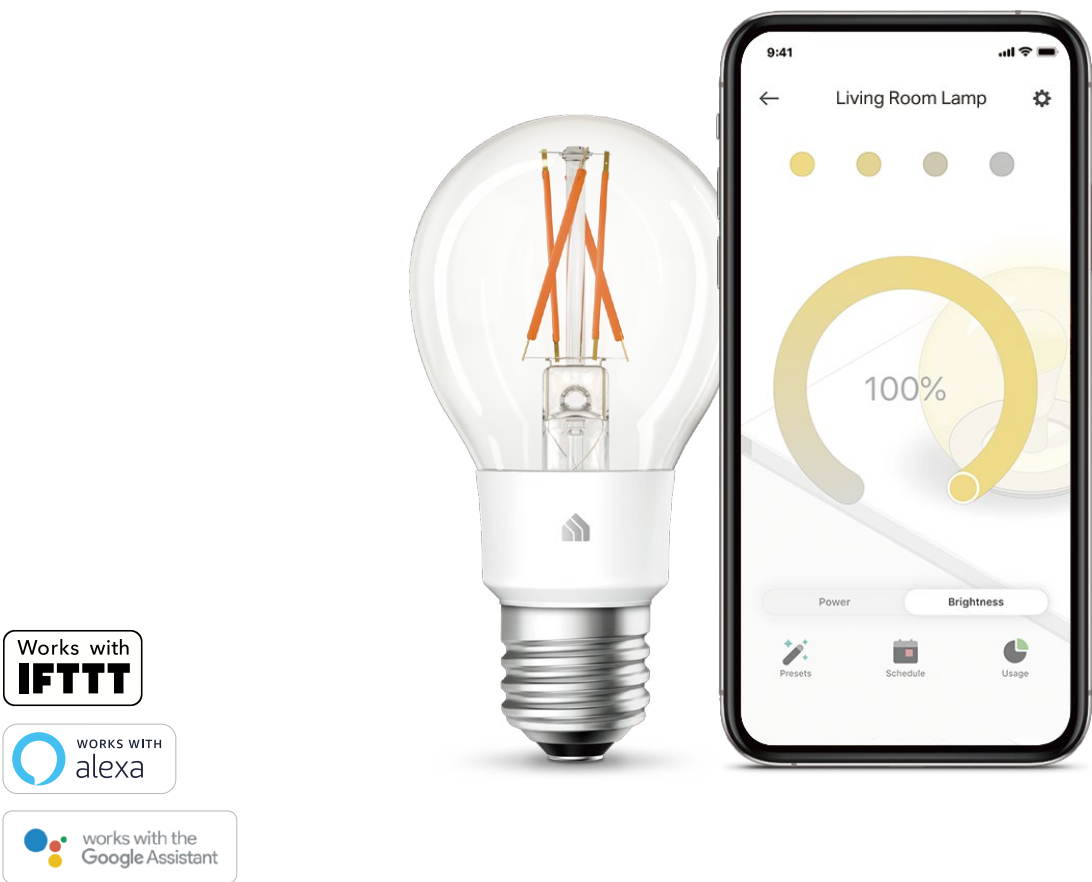 9:41
Living Room Lamp
100%
Power
Brightness
Presets
Schedule
Usage
Works with
IFTTT
WORKS WITH
alexa
works with the
Google Assistant